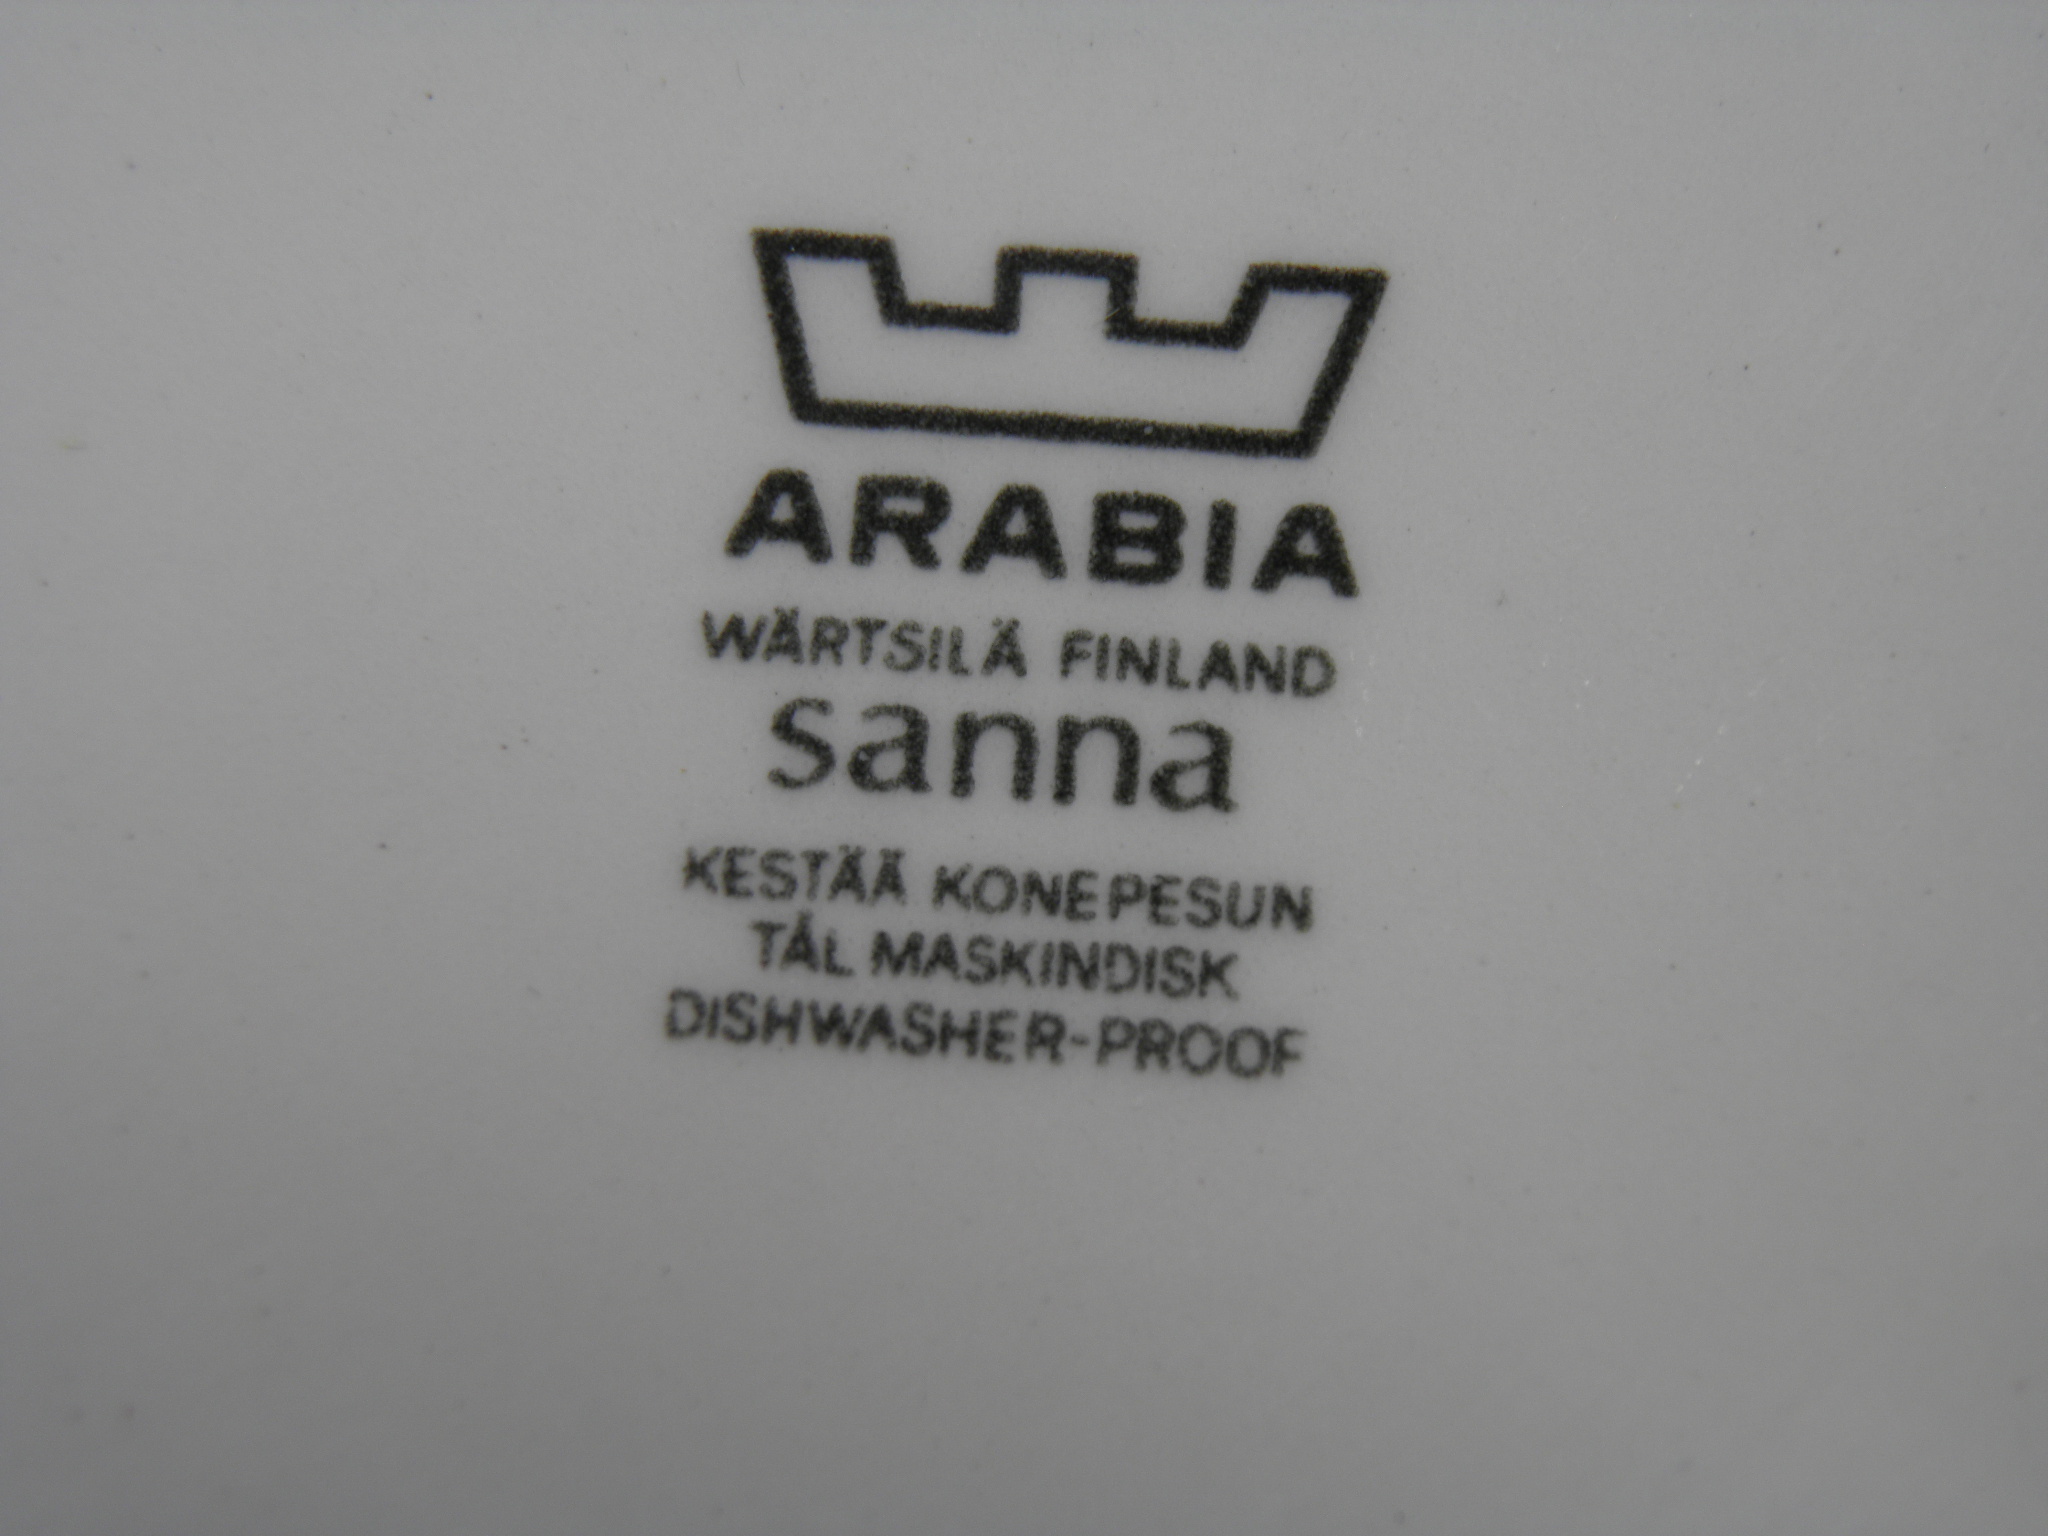 ARABIA
WÄRTSILÄ FINLAND
sanna
KESTÄÄ KONEPESUN
TÅL MASKINDISK
DISHWASHER-PROOF